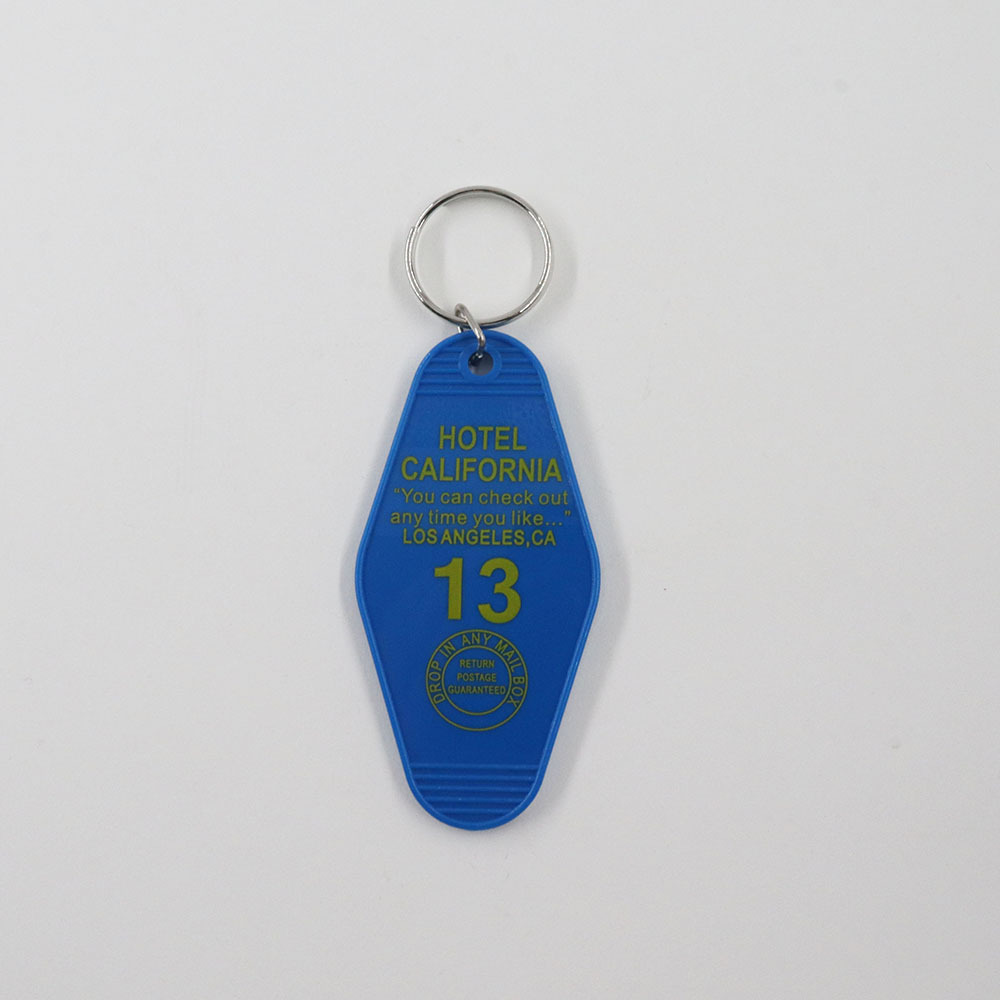 HOTEL
CALIFORNIA
“You can check out
any time you like...”
LOS ANGELES,CA
13
DROP IN ANY MAIL BOX
RETURN
POSTAGE
GUARANTEED